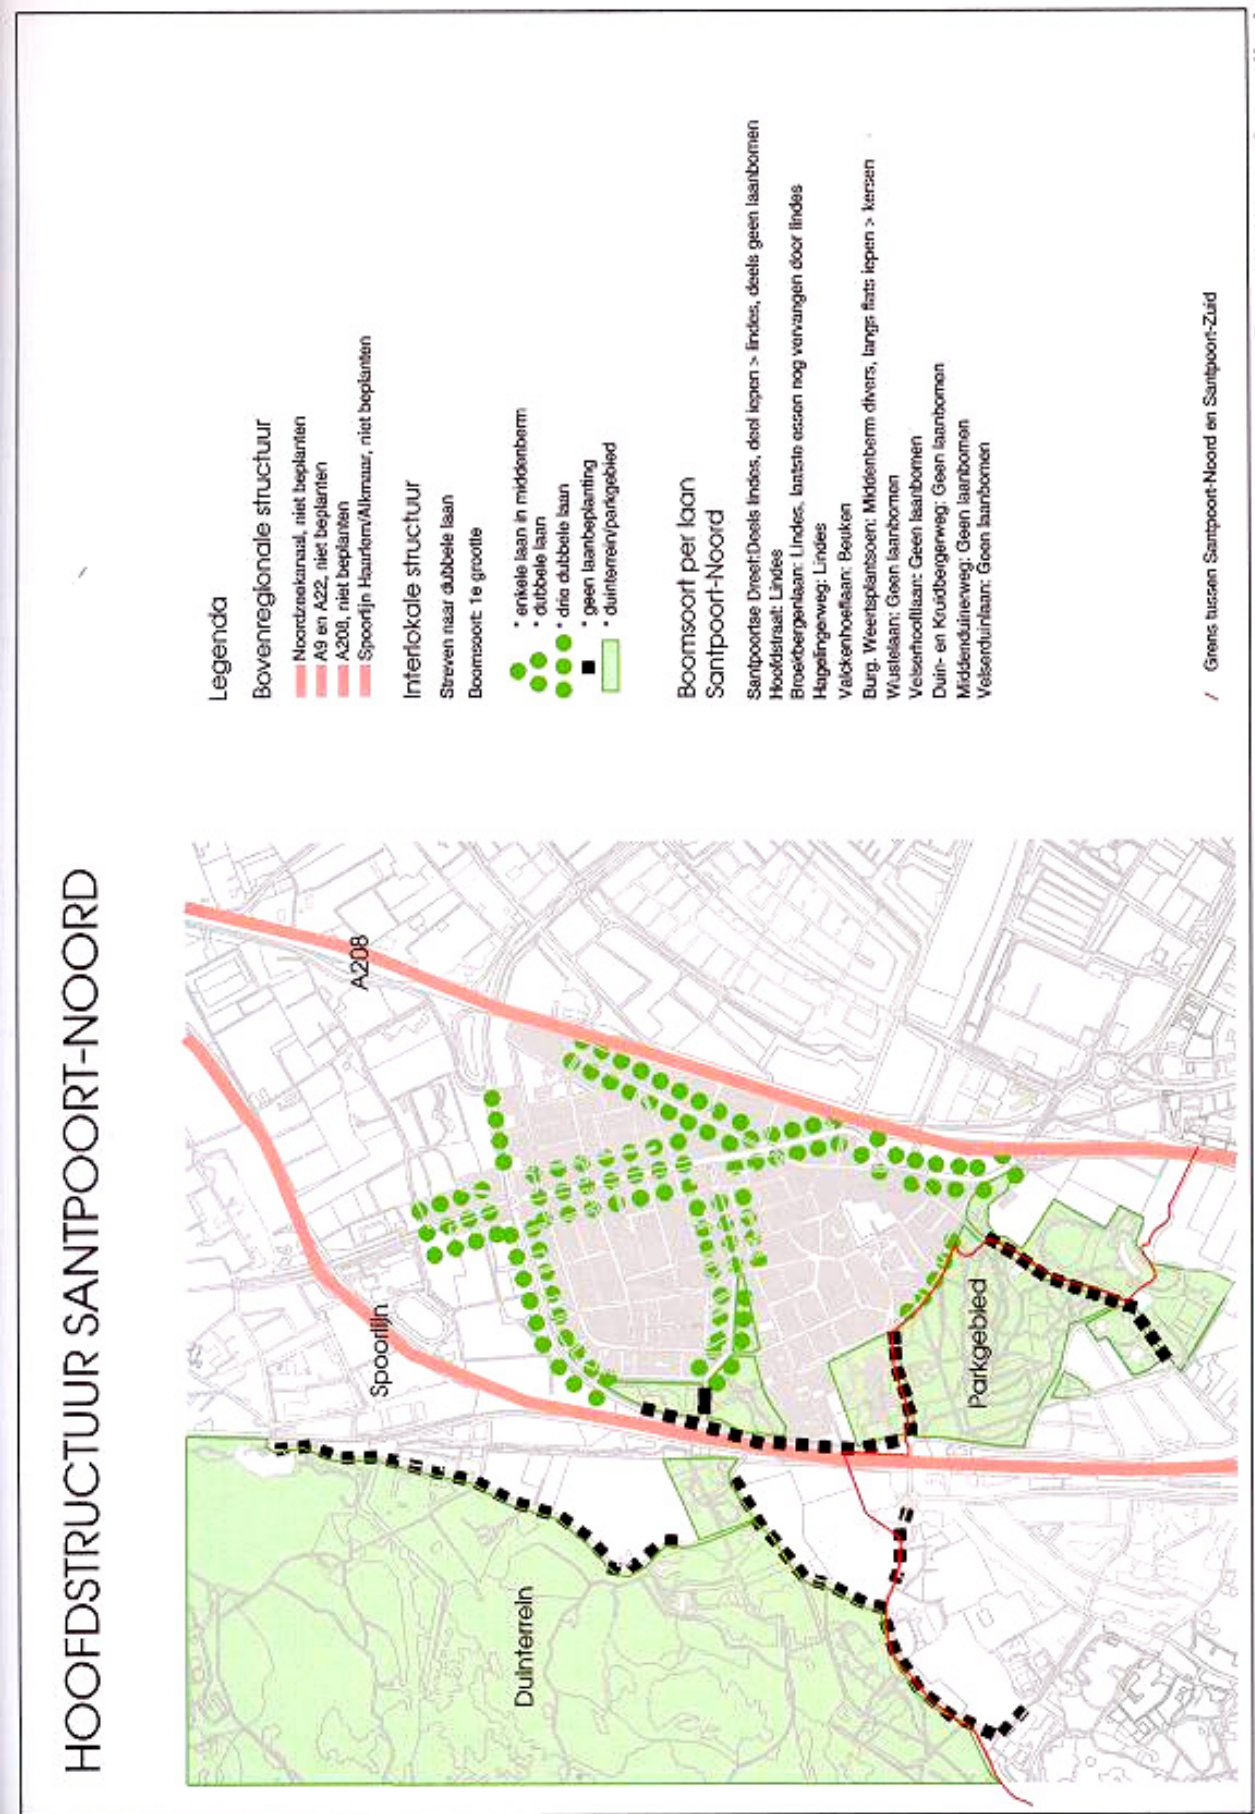 HOOFDSTRUCTUUR SANTPOORT-NOORD
A208
Spoorlijn
Duinterrein
Parkgebied
Legenda
Bovenregionale structuur
Noordzeekanaal, niet beplanten
A9 en A22, niet beplanten
A208, niet beplanten
Spoorlijn Haarlem/Alkmaar, niet beplanten
Interlokale structuur
Streven naar dubbele laan
Boomsoort: 1e grootte
* enkele laan in middenberm
* dubbele laan
* drie dubbele laan
* geen laanbeplanting
* duinterrein/parkgebied
Boomsoort per laan
Santpoort-Noord
Santpoortse Dreef:Deels lindes, deel iepen > lindes, deels geen laanbomen
Hoofdstraat: Lindes
Broekbergenlaan: Lindes, laatste essen nog vervangen door lindes
Hagelingerweg: Lindes
Valckenhoeflaan: Beuken
Burg. Weertsplantsoen: Middenberm divers, langs flats iepen > kersen
Wustelaan: Geen laanbomen
Velserhooftlaan: Geen laanbomen
Duin- en Kruidbergerweg: Geen laanbomen
Middenduinerweg: Geen laanbomen
Velserduinlaan: Geen laanbomen
/ Grens tussen Santpoort-Noord en Santpoort-Zuid